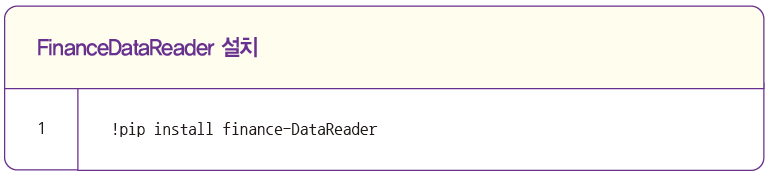 FinanceDataReader 설치
1 !pip install finance-DataReader